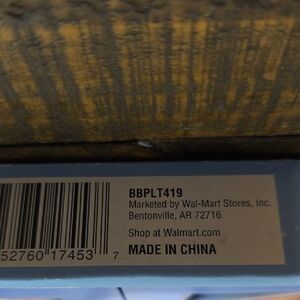 BBPLT419
Marketed by Wal-Mart Stores, Inc.
Bentonville, AR 72716
Shop at Walmart.com
MADE IN CHINA
52760 17453 7